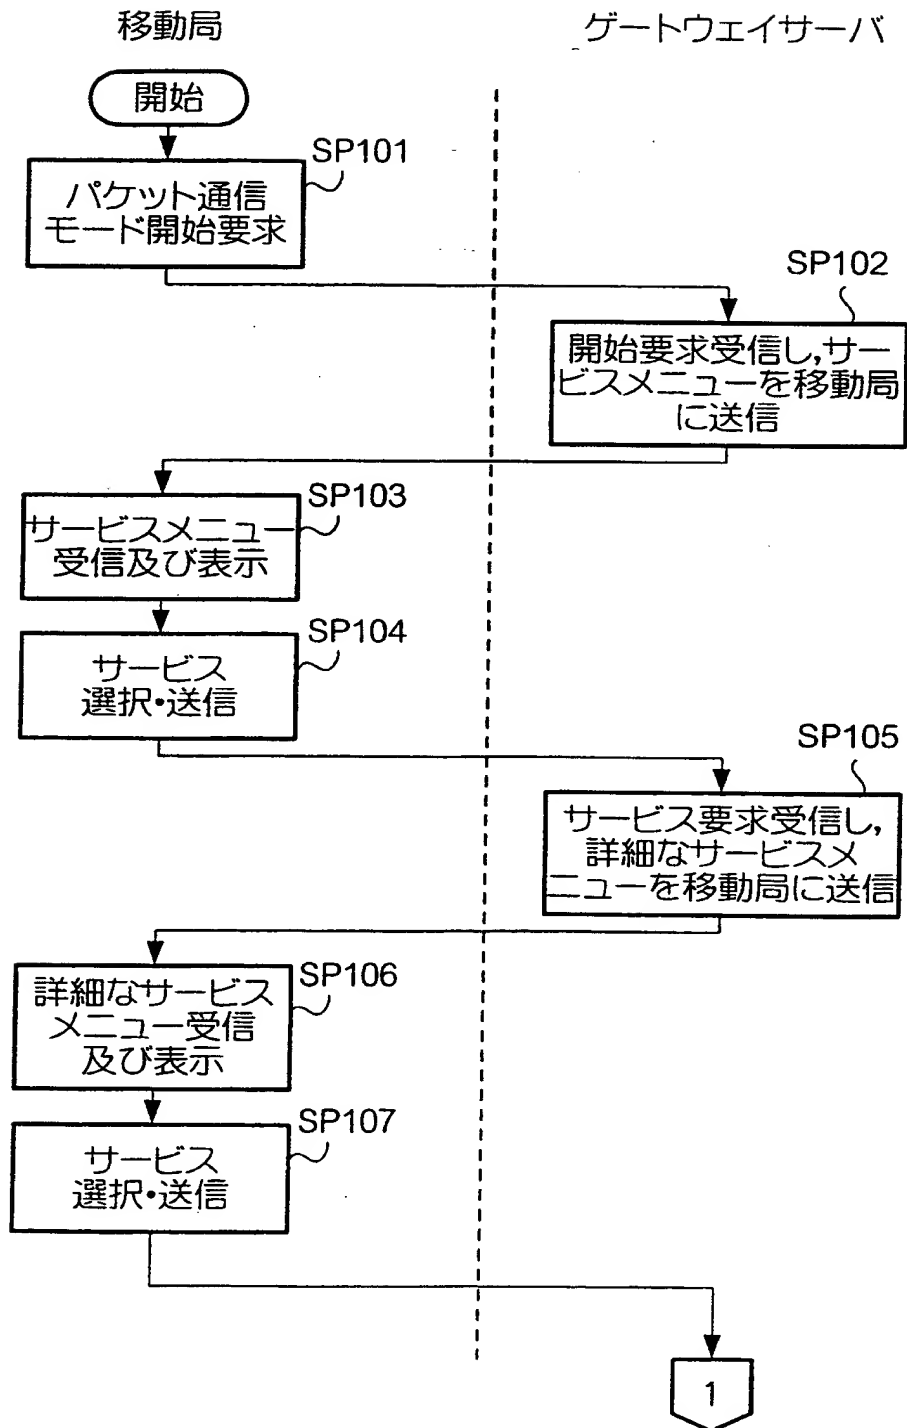 移動局
ゲートウェイサーバ
開始
SP101
パケット通信
モード開始要求
SP102
開始要求受信し,サー
ビスメニューを移動局
に送信
SP103
サービスメニュー
受信及び表示
SP104
サービス
選択・送信
SP105
サービス要求受信し,
詳細なサービスメ
ニューを移動局に送信
SP106
詳細なサービス
メニュー受信
及び表示
SP107
サービス
選択・送信
1